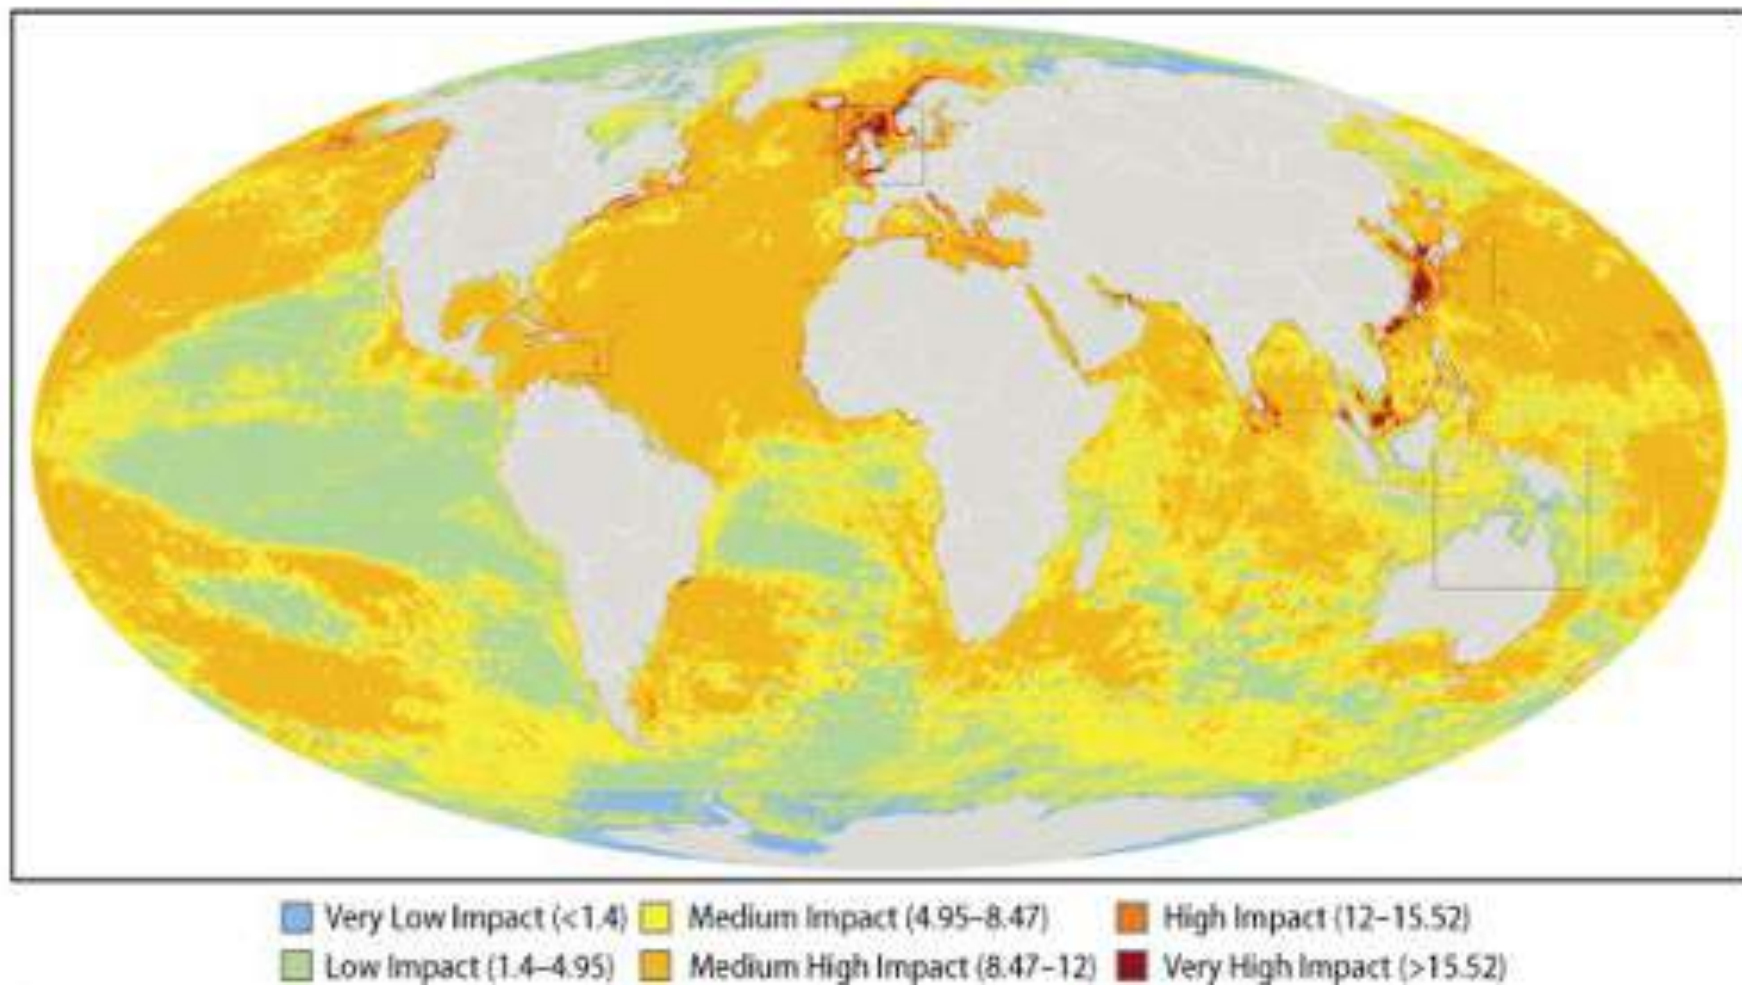 Very Low Impact (<1.4) Medium Impact (4.95–8.47) High Impact (12–15.52)
Low Impact (1.4–4.95) Medium High Impact (8.47–12) Very High Impact (>15.52)